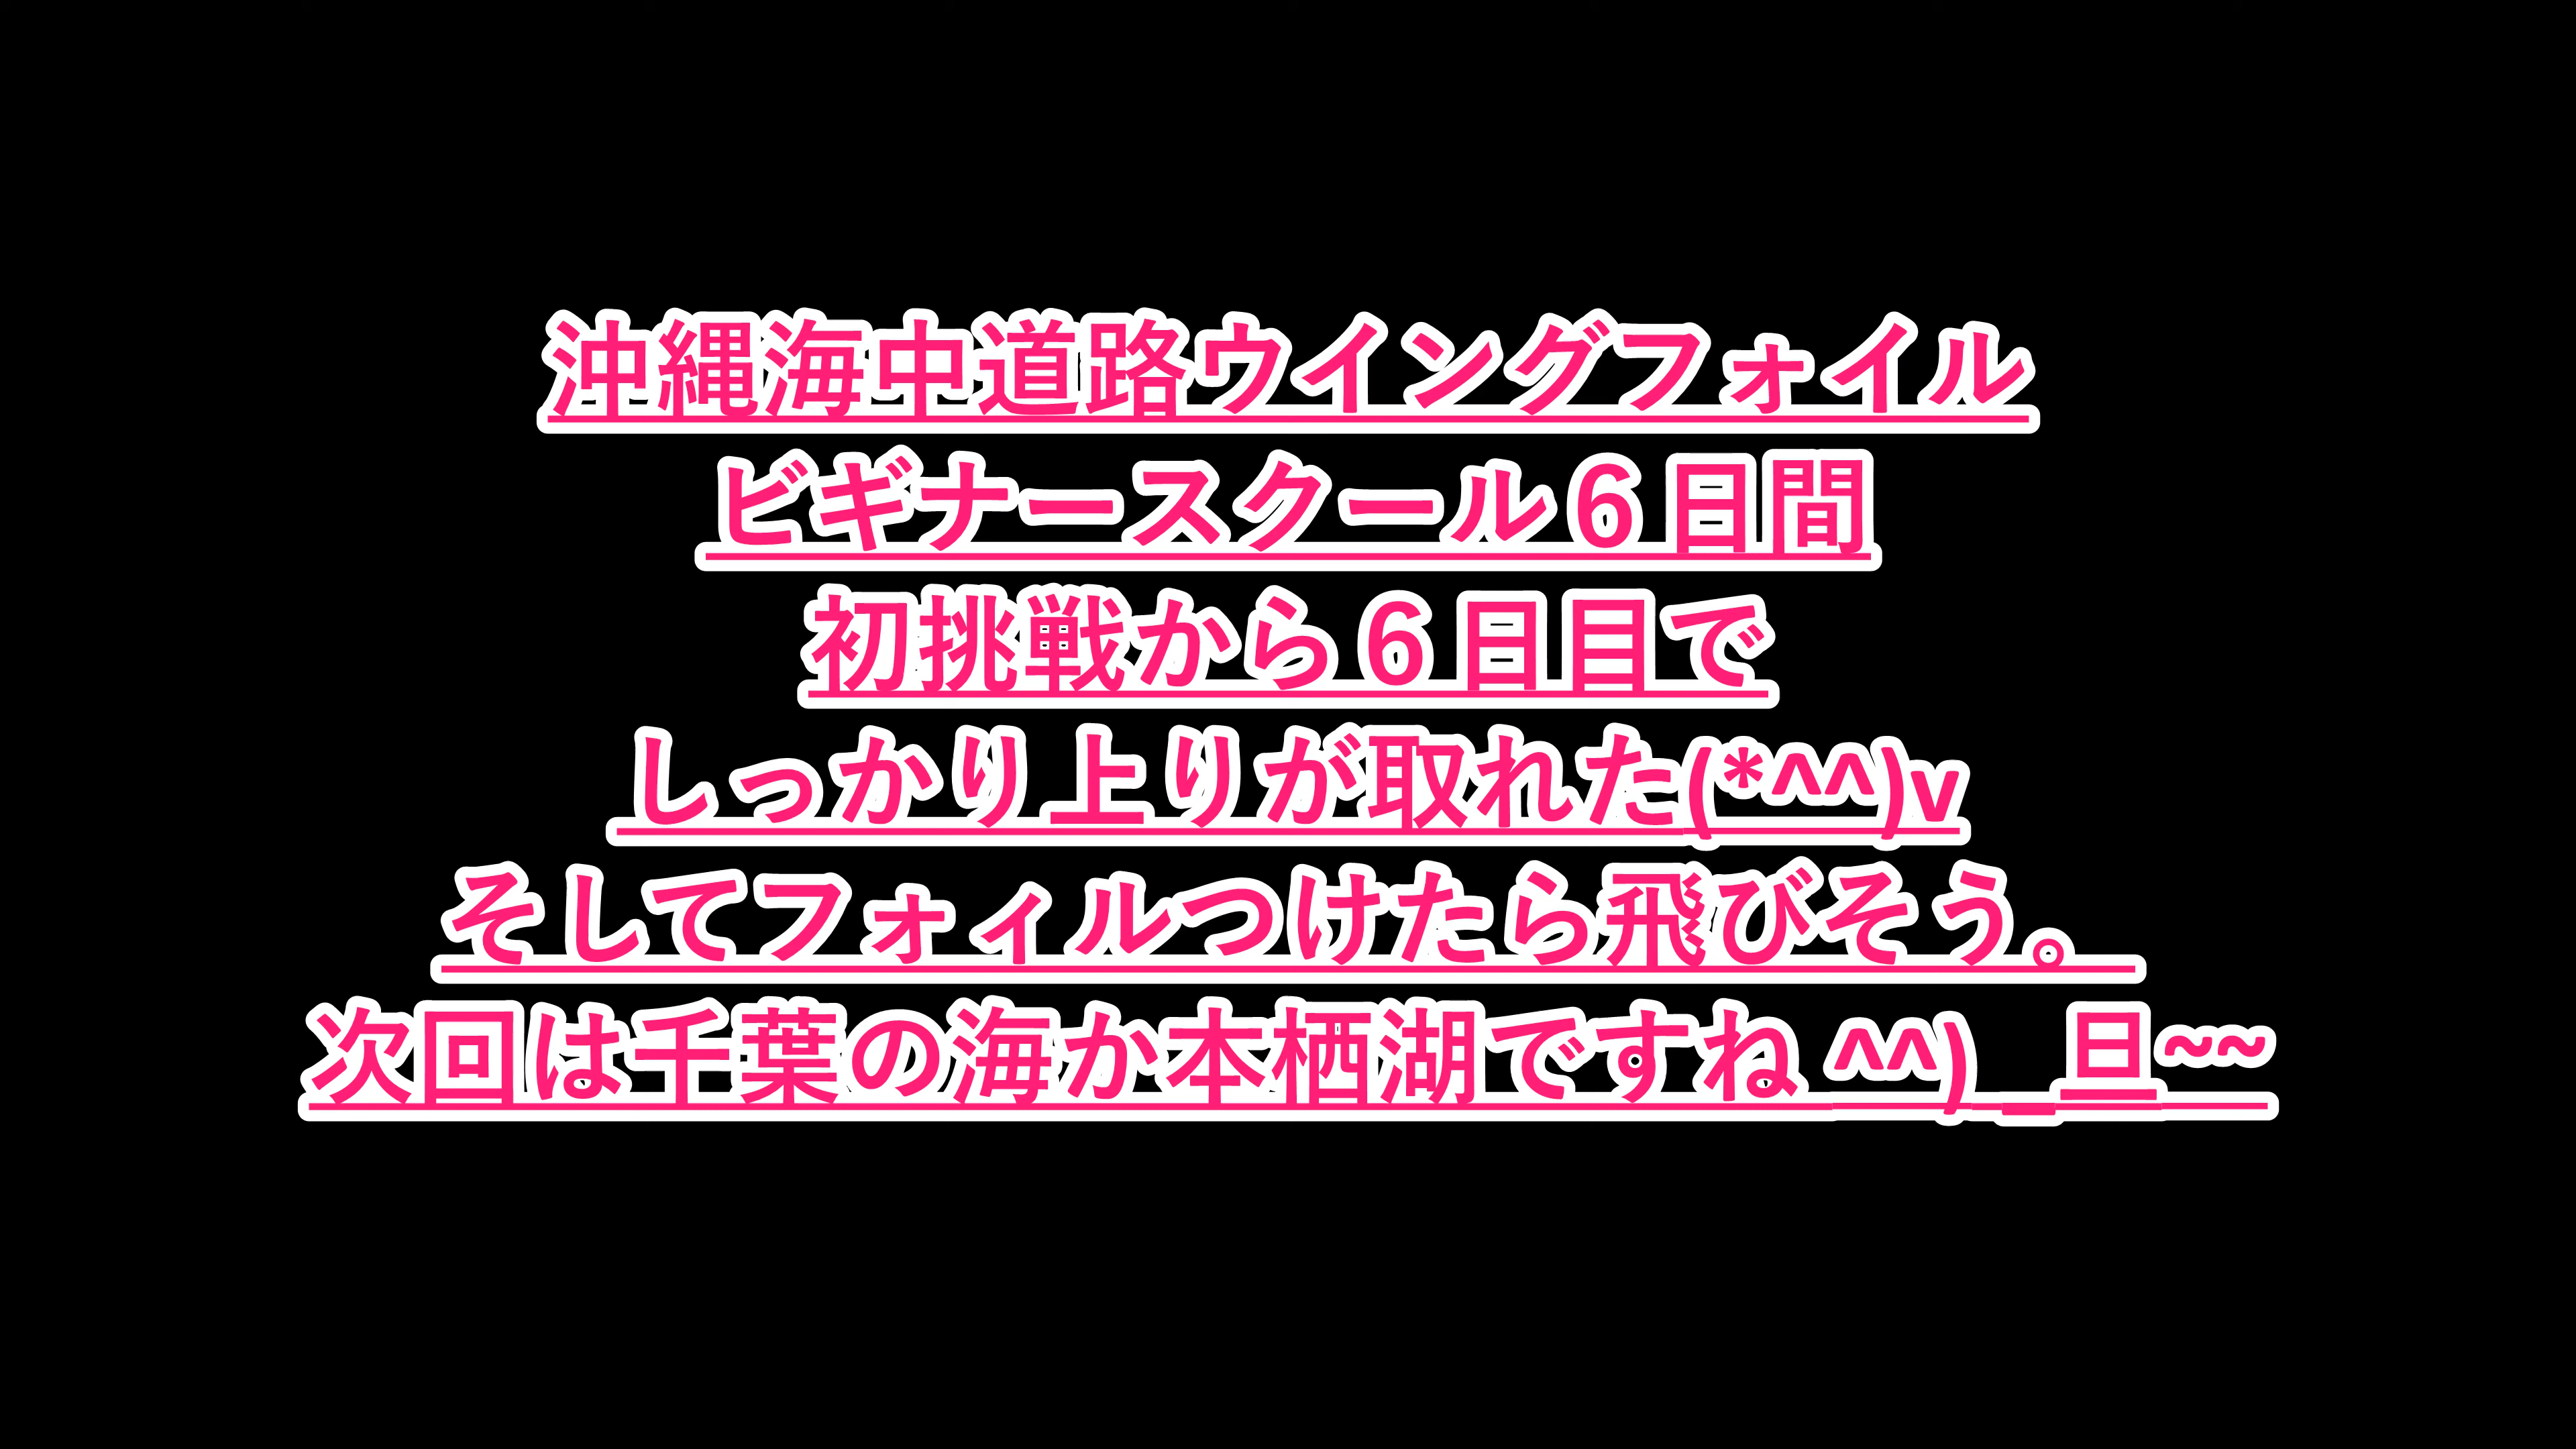 沖縄海中道路ウイングフォイル
ビギナースクール６日間
初挑戦から６日目で
しっかり上りが取れた(*^^)v
そしてフォィルつけたら飛びそう。
次回は千葉の海か本栖湖ですね ^^) _旦~~